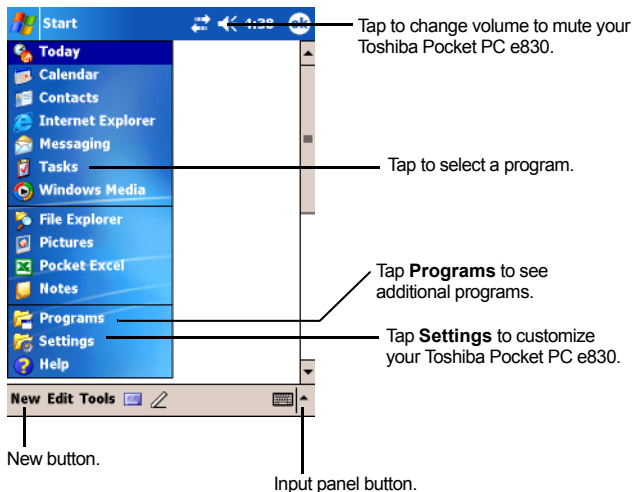 Start 4:38 ok
Tap to change volume to mute your
Toshiba Pocket PC e830.
Today
Calendar
Contacts
Internet Explorer
Messaging
Tasks
Tap to select a program.
Windows Media
File Explorer
Pictures
Pocket Excel
Notes
Tap Programs to see
additional programs.
Programs
Settings
Tap Settings to customize
your Toshiba Pocket PC e830.
Help
New Edit Tools
New button.
Input panel button.